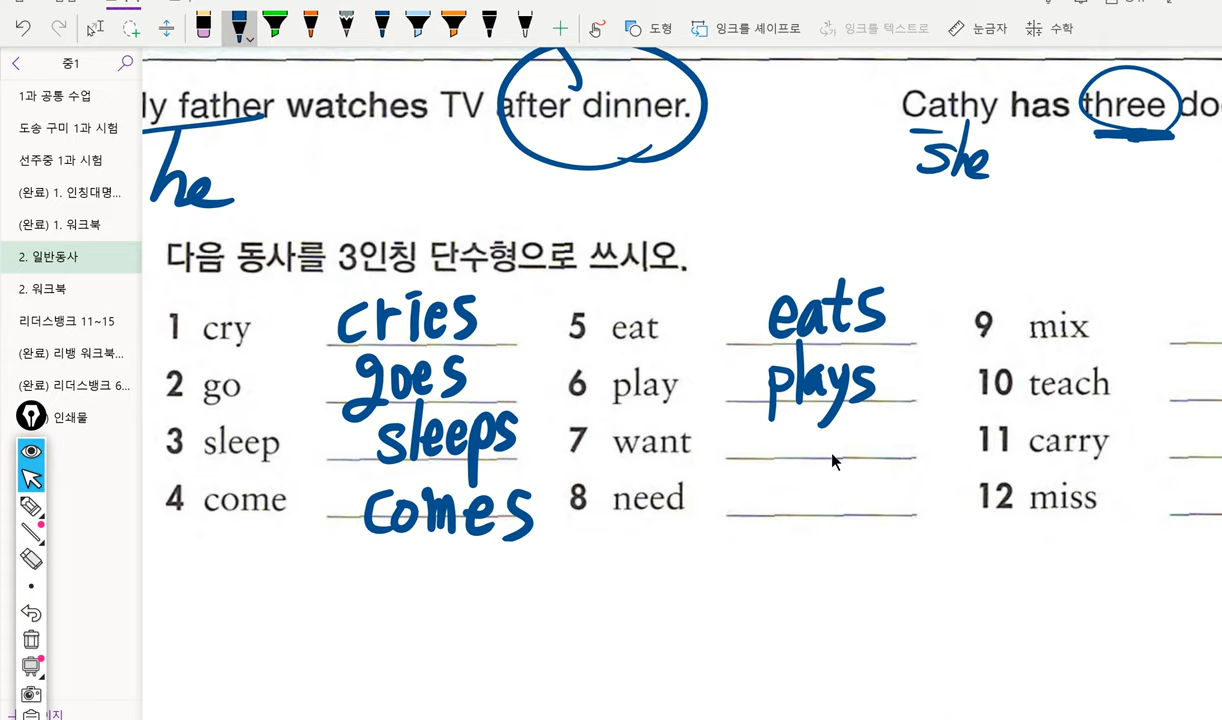 도형 잉크를 셰이프로 잉크를 텍스트로 눈금자 수학
중1
1과 공통 수업
도송 구미 1과 시험
선주중 1과 시험
(완료) 1. 인칭대명...
(완료) 1. 워크북
2. 일반동사
2. 워크북
리더스뱅크 11~15
(완료) 리뱅 워크북...
(완료) 리더스뱅크 6...
인쇄물
ly father watches TV after dinner.
he
Cathy has three do
she
다음 동사를 3인칭 단수형으로 쓰시오.
1 cry cries
2 go goes
3 sleep sleeps
4 come comes
5 eat eats
6 play plays
7 want
8 need
9 mix
10 teach
11 carry
12 miss